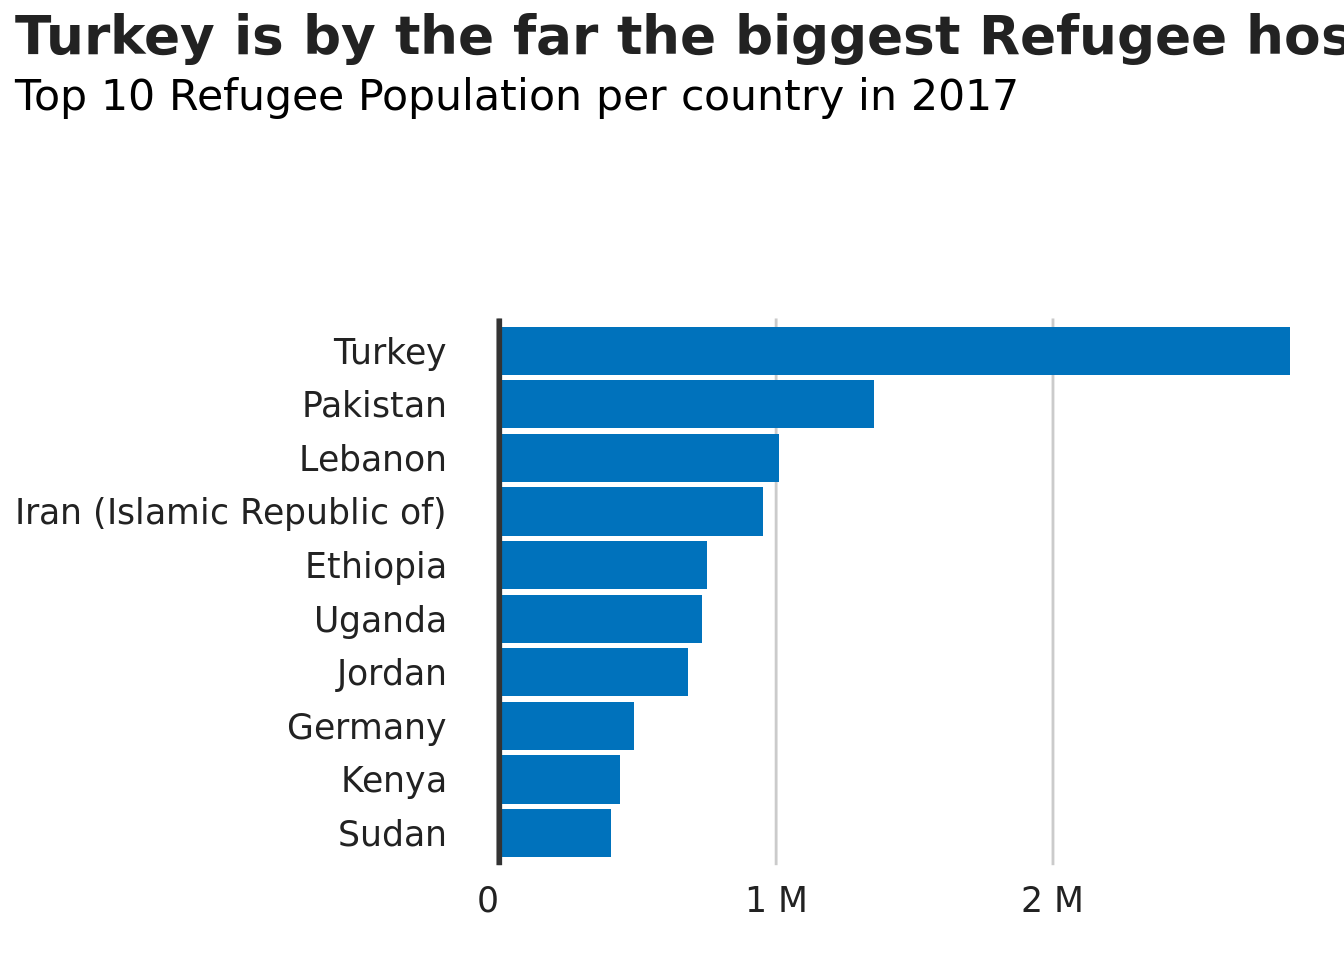 Turkey is by the far the biggest Refugee hos
Top 10 Refugee Population per country in 2017
Turkey
Pakistan
Lebanon
Iran (Islamic Republic of)
Ethiopia
Uganda
Jordan
Germany
Kenya
Sudan
0 1 M 2 M